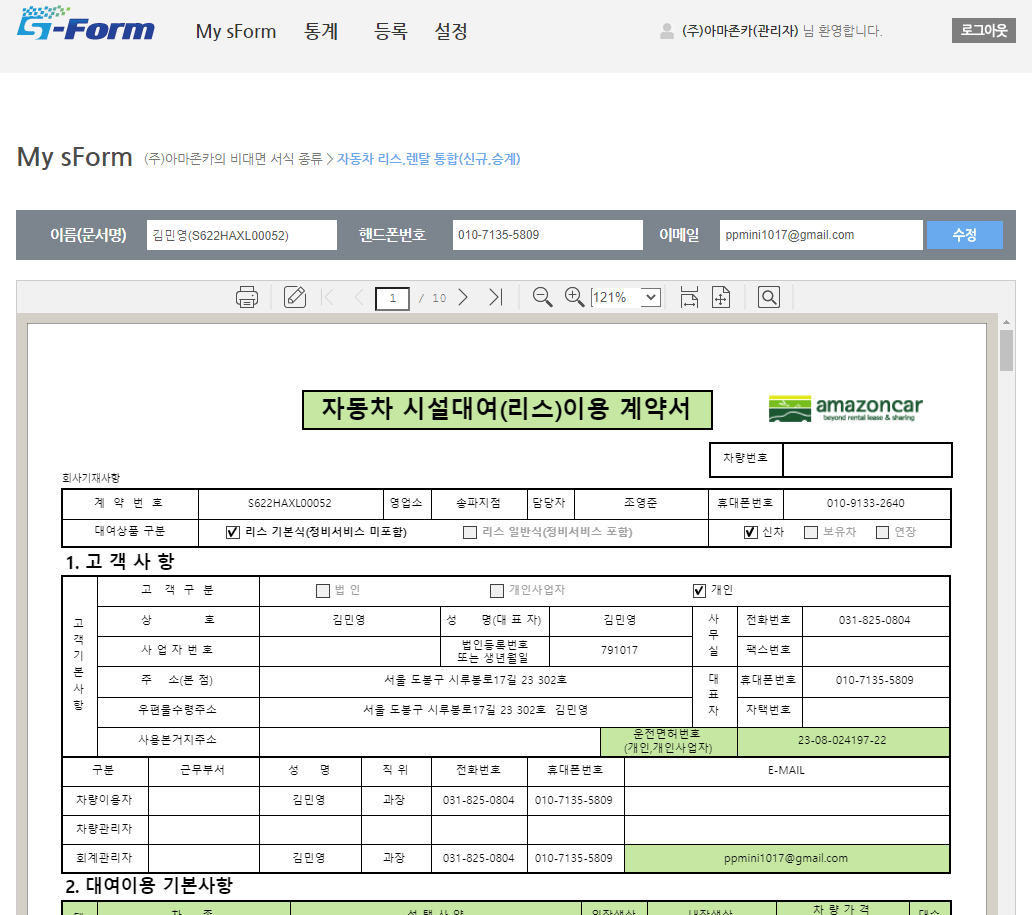 S-Form My sForm 통계 등록 설정 (주)아마존카(관리자) 님 환영합니다. 로그아웃
My sForm (주)아마존카의 비대면 서식 종류 > 자동차 리스,렌탈 통합(신규,승계)
이름(문서명) 김민영(S622HAXL00052) 핸드폰번호 010-7135-5809 이메일 ppmini1017@gmail.com 수정
1 / 10 121%
자동차 시설대여(리스)이용 계약서 amazoncar
beyond rental lease & sharing
차량번호
회사기재사항
계 약 번 호 S622HAXL00052 영업소 송파지점 담당자 조영준 휴대폰번호 010-9133-2640
대여상품 구분 리스 기본식(정비서비스 미포함) 리스 일반식(정비서비스 포함) 신차 보유차 연장
1. 고 객 사 항
고객기본사항
고 객 구 분 법 인 개인사업자 개인
상 호 김민영 성 명(대 표 자) 김민영 사무실 전화번호 031-825-0804
사 업 자 번 호 법인등록번호 또는 생년월일 791017 팩스번호
주 소(본 점) 서울 도봉구 시루봉로17길 23 302호 대표자 휴대폰번호 010-7135-5809
우편물수령주소 서울 도봉구 시루봉로17길 23 302호 김민영 자택번호
사용본거지주소 운전면허번호 (개인,개인사업자) 23-08-024197-22
구분 근무부서 성 명 직 위 전화번호 휴대폰번호 E-MAIL
차량이용자 김민영 과장 031-825-0804 010-7135-5809
차량관리자
회계관리자 김민영 과장 031-825-0804 010-7135-5809 ppmini1017@gmail.com
2. 대여이용 기본사항
차 종 선 택 사 양 외장색상 내장색상 차 량 가 격 대수